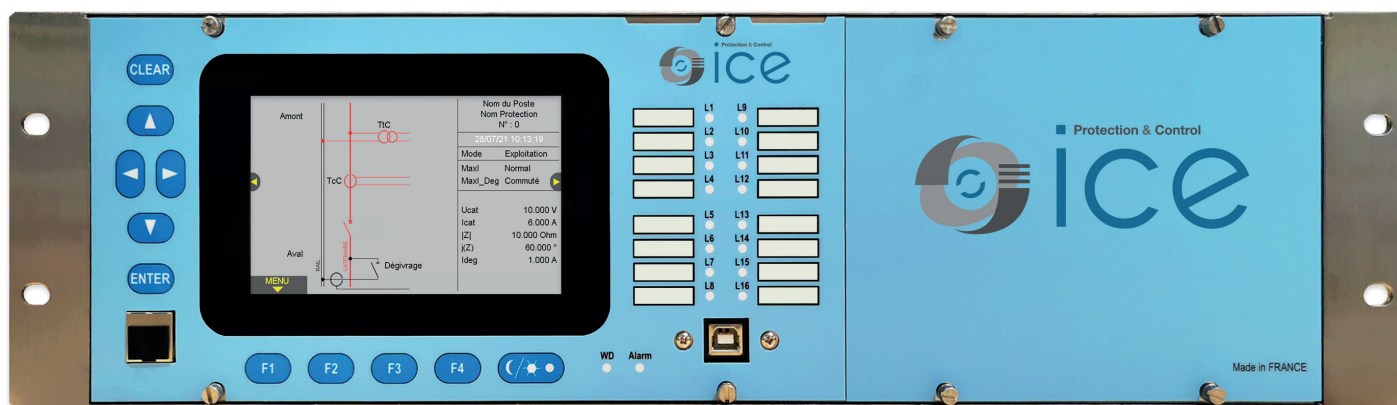 CLEAR
ENTER
Amont
TtC
TcC
Aval
RAIL
CATENAIRE
Dégivrage
MENU
Nom du Poste
Nom Protection
N° : 0
28/07/21 10:13:19
Mode Exploitation
MaxI Normal
MaxI_Deg Commuté
Ucat 10.000 V
Icat 6.000 A
|Z| 10.000 Ohm
j(Z) 60.000 °
Ideg 1.000 A
F1 F2 F3 F4
WD Alarm
Protection & Control
ice
L1 L9
L2 L10
L3 L11
L4 L12
L5 L13
L6 L14
L7 L15
L8 L16
Protection & Control
ice
Made in FRANCE